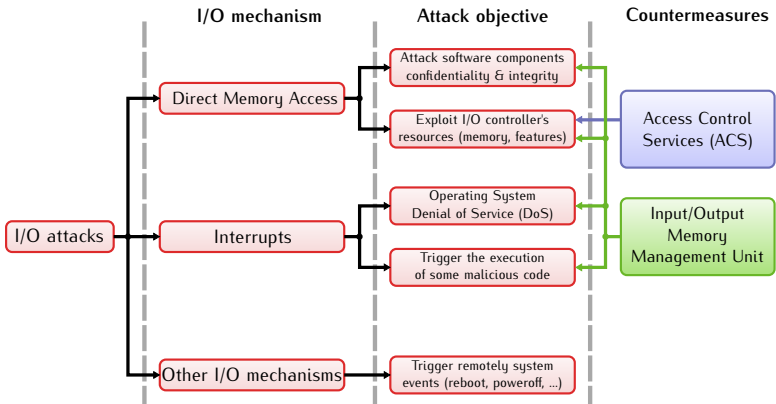 I/O mechanism
Attack objective
Countermeasures
Attack software components
confidentiality & integrity
Direct Memory Access
Exploit I/O controller's
resources (memory, features)
Access Control
Services (ACS)
Operating System
Denial of Service (DoS)
I/O attacks
Interrupts
Input/Output
Memory
Management Unit
Trigger the execution
of some malicious code
Other I/O mechanisms
Trigger remotely system
events (reboot, poweroff, ...)